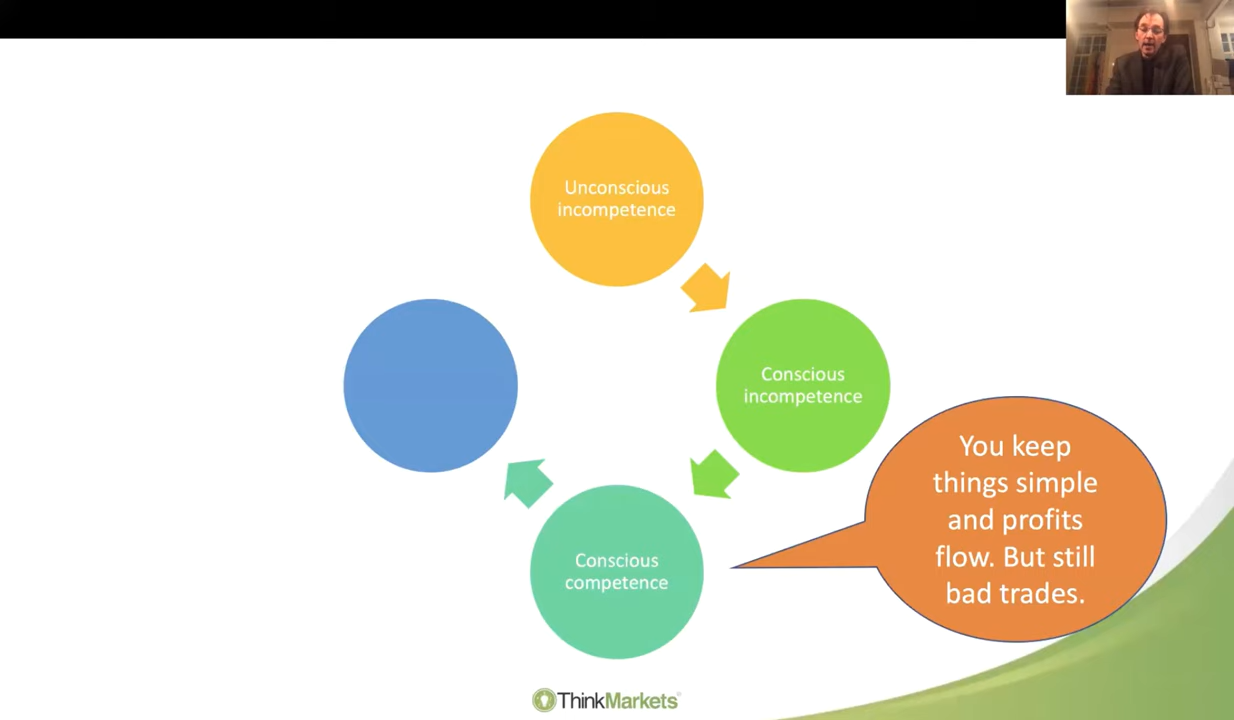 Unconscious
incompetence
Conscious
incompetence
You keep
things simple
and profits
flow. But still
bad trades.
Conscious
competence
ThinkMarkets